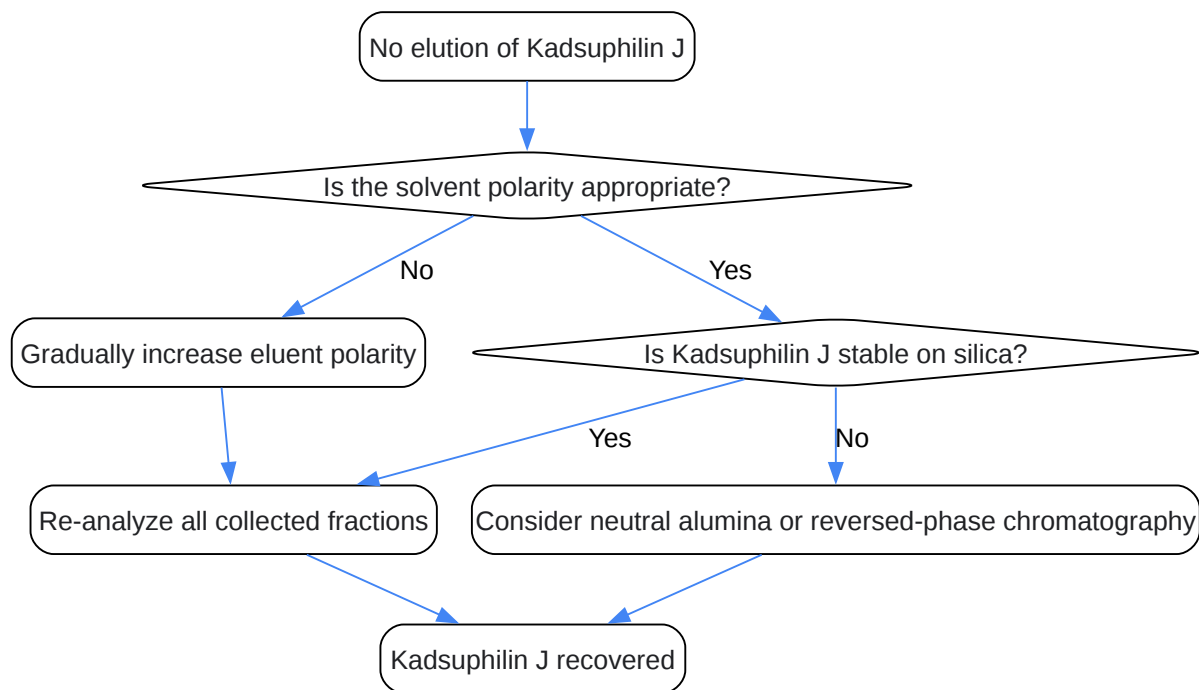 No elution of Kadsuphilin J
Is the solvent polarity appropriate?
No
Yes
Gradually increase eluent polarity
Is Kadsuphilin J stable on silica?
Yes
No
Re-analyze all collected fractions
Consider neutral alumina or reversed-phase chromatography
Kadsuphilin J recovered